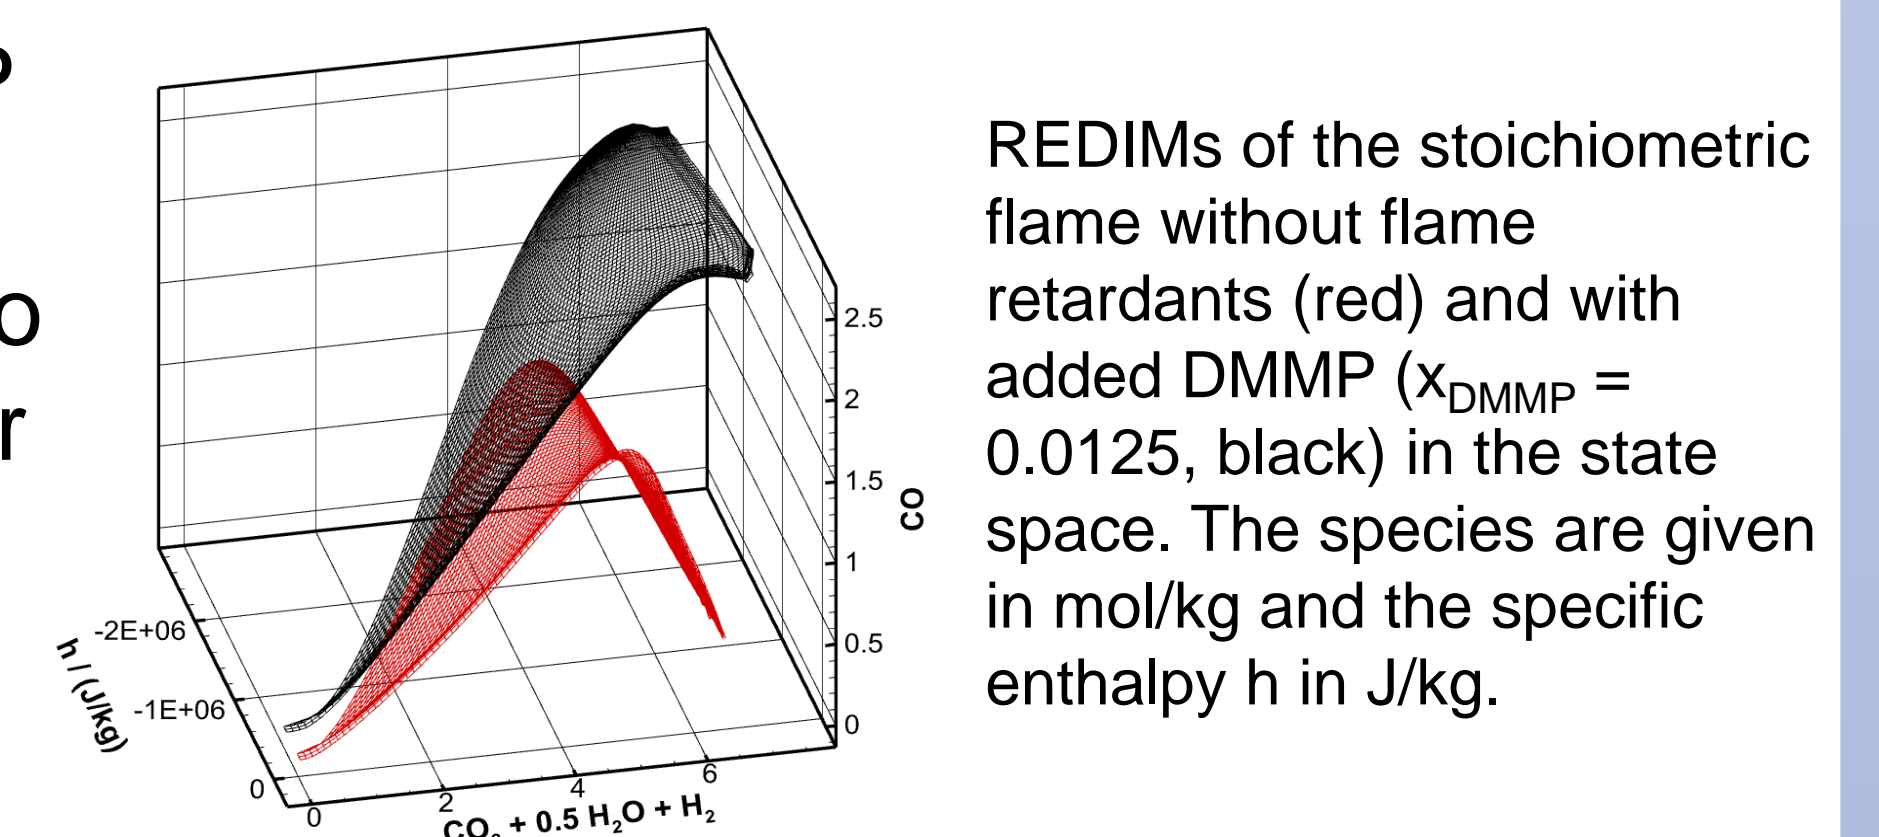 o
r
2.5
2
1.5
1
0.5
0
CO
-2E+06
-1E+06
0
h / (J/kg)
0
2
4
6
CO₂ + 0.5 H₂O + H₂
REDIMs of the stoichiometric
flame without flame
retardants (red) and with
added DMMP (x_DMMP =
0.0125, black) in the state
space. The species are given
in mol/kg and the specific
enthalpy h in J/kg.